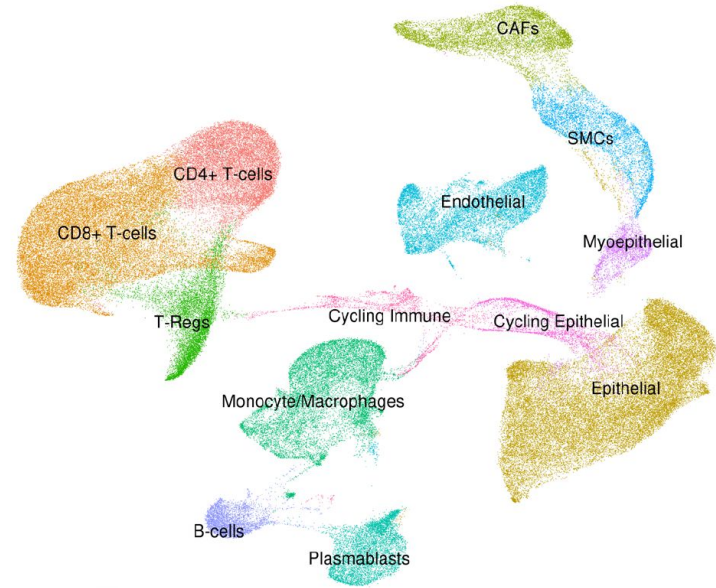 CAFs
SMCs
CD4+ T-cells
Endothelial
CD8+ T-cells
Myoepithelial
T-Regs
Cycling Immune
Cycling Epithelial
Epithelial
Monocyte/Macrophages
B-cells
Plasmablasts